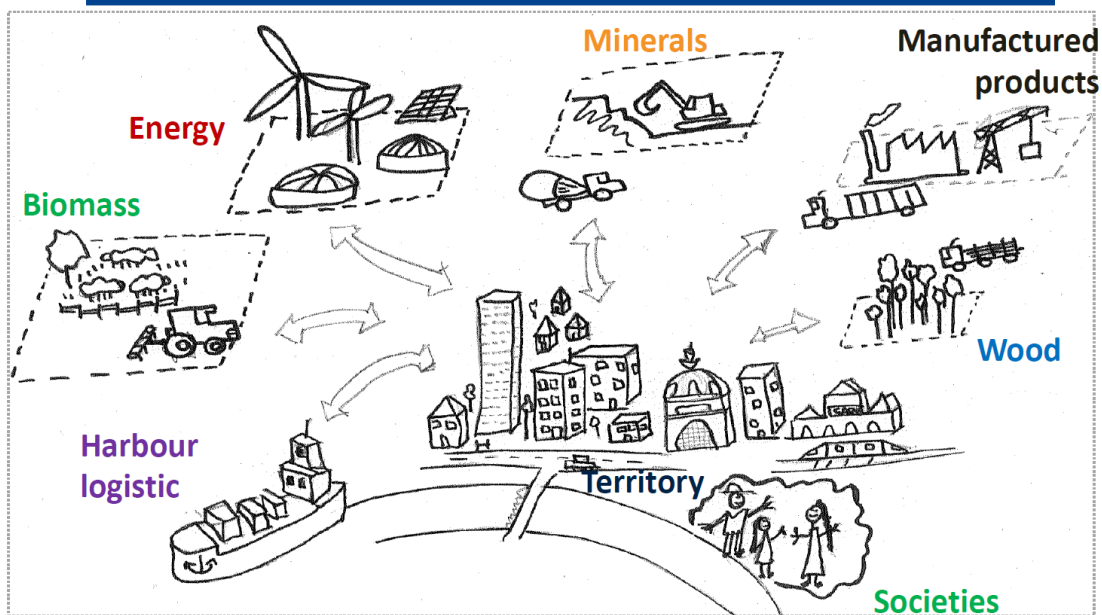 Minerals
Manufactured
products
Energy
Biomass
Wood
Harbour
logistic
Territory
Societies